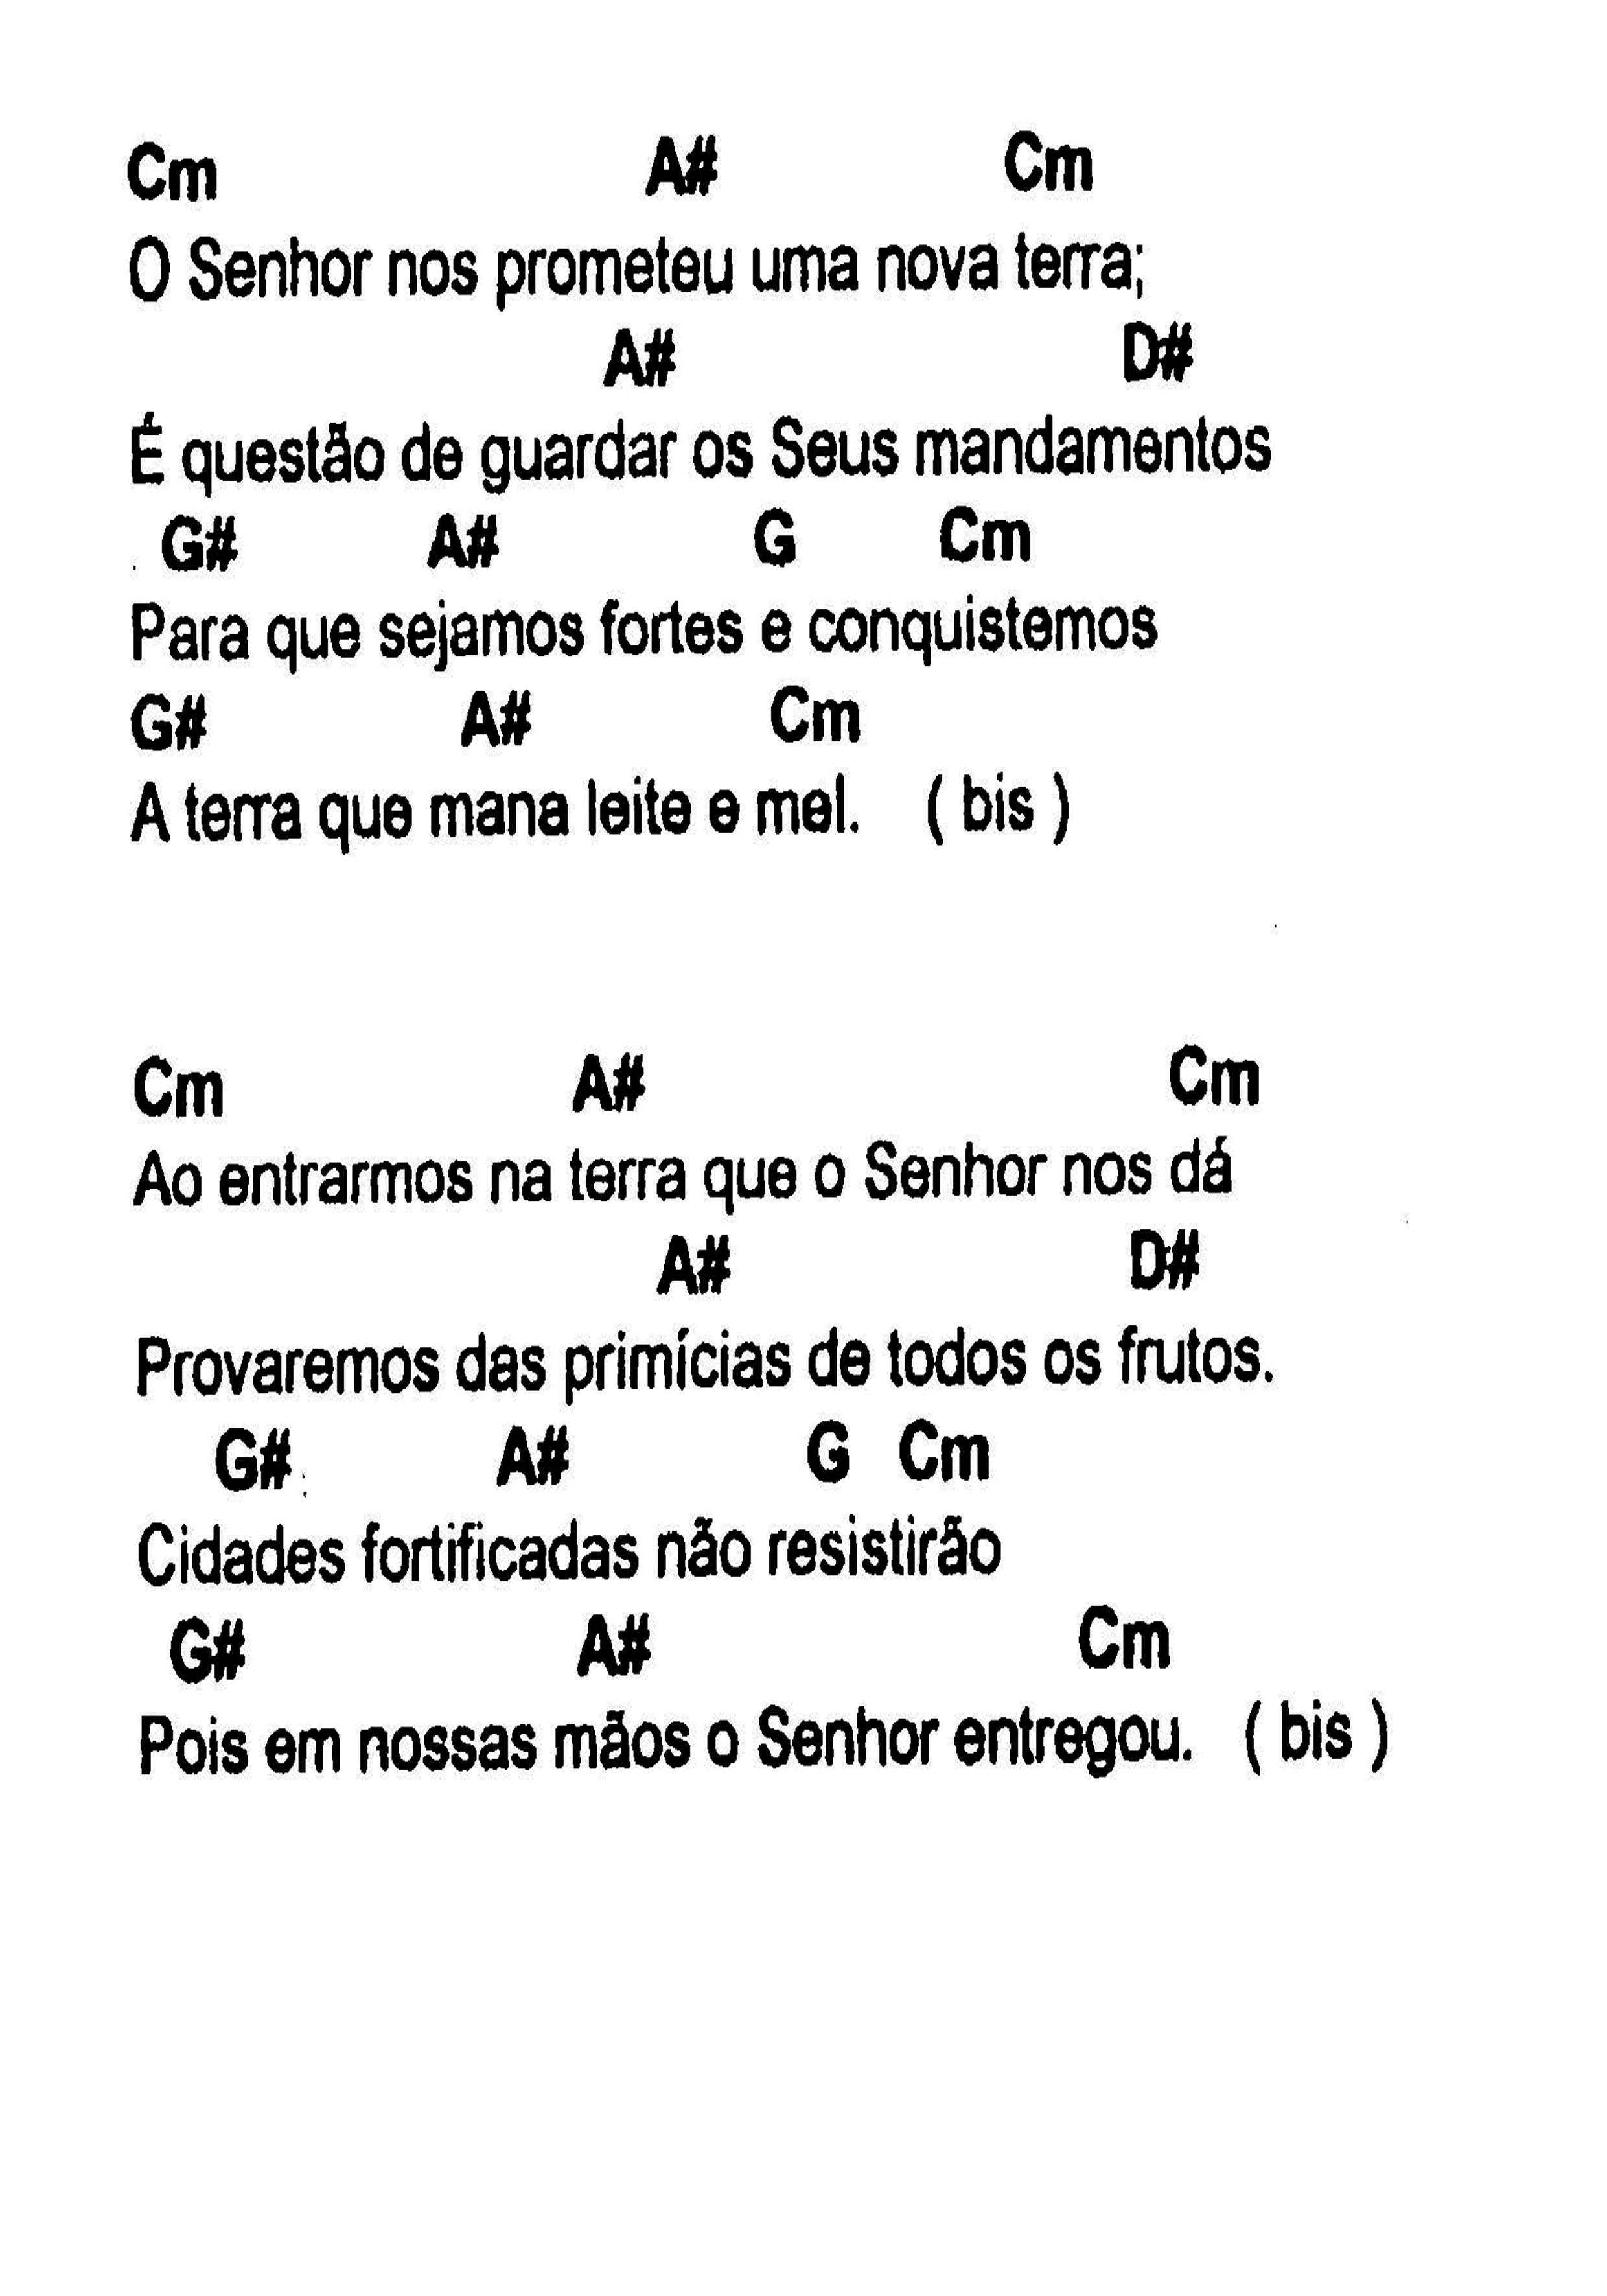 Cm A# Cm
O Senhor nos prometeu uma nova terra;
A# D#
É questão de guardar os Seus mandamentos
G# A# G Cm
Para que sejamos fortes e conquistemos
G# A# Cm
A terra que mana leite e mel. ( bis )
Cm A# Cm
Ao entrarmos na terra que o Senhor nos dá
A# D#
Provaremos das primícias de todos os frutos.
G# A# G Cm
Cidades fortificadas não resistirão
G# A# Cm
Pois em nossas mãos o Senhor entregou. ( bis )